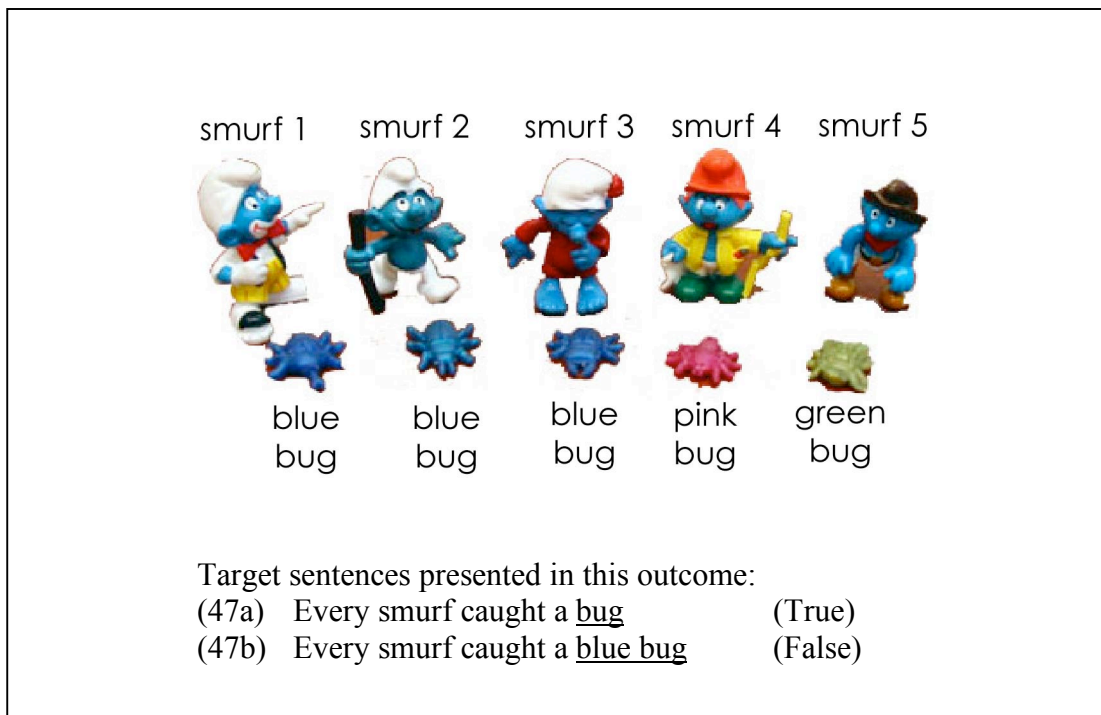 smurf 1 smurf 2 smurf 3 smurf 4 smurf 5
blue blue blue pink green
bug bug bug bug bug
Target sentences presented in this outcome:
(47a) Every smurf caught a bug (True)
(47b) Every smurf caught a blue bug (False)